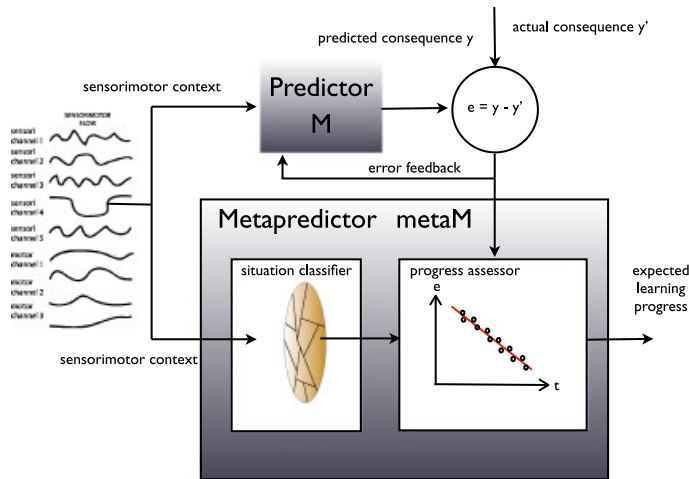 predicted consequence y
actual consequence y'
sensorimotor context
Predictor
M
e = y - y'
error feedback
SENSORIMOTOR
FLOW
sensori
channel 1
sensori
channel 2
sensori
channel 3
sensori
channel 4
sensori
channel 5
motor
channel 1
motor
channel 2
motor
channel 3
Metapredictor metaM
situation classifier
progress assessor
e
t
expected
learning
progress
sensorimotor context